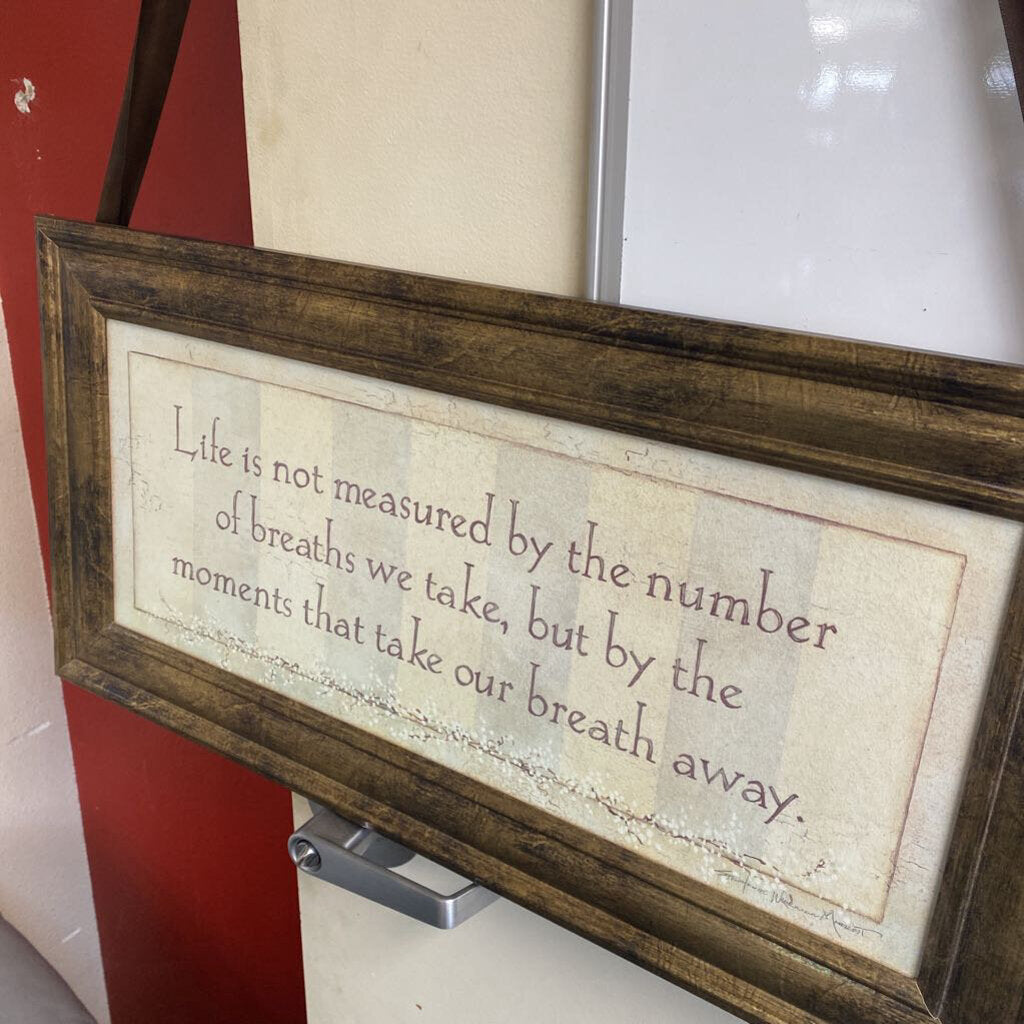 Life is not measured by the number
of breaths we take, but by the
moments that take our breath away.